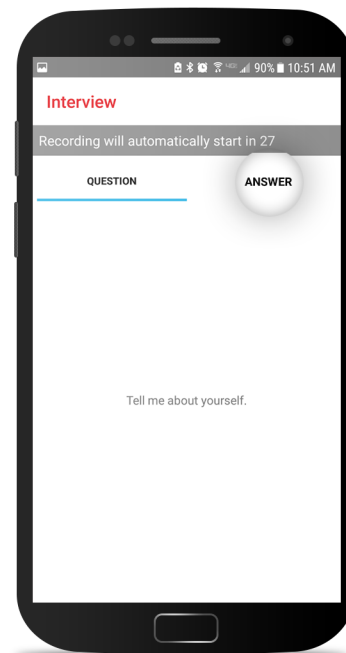 90% 10:51 AM
Interview
Recording will automatically start in 27
QUESTION
ANSWER
Tell me about yourself.